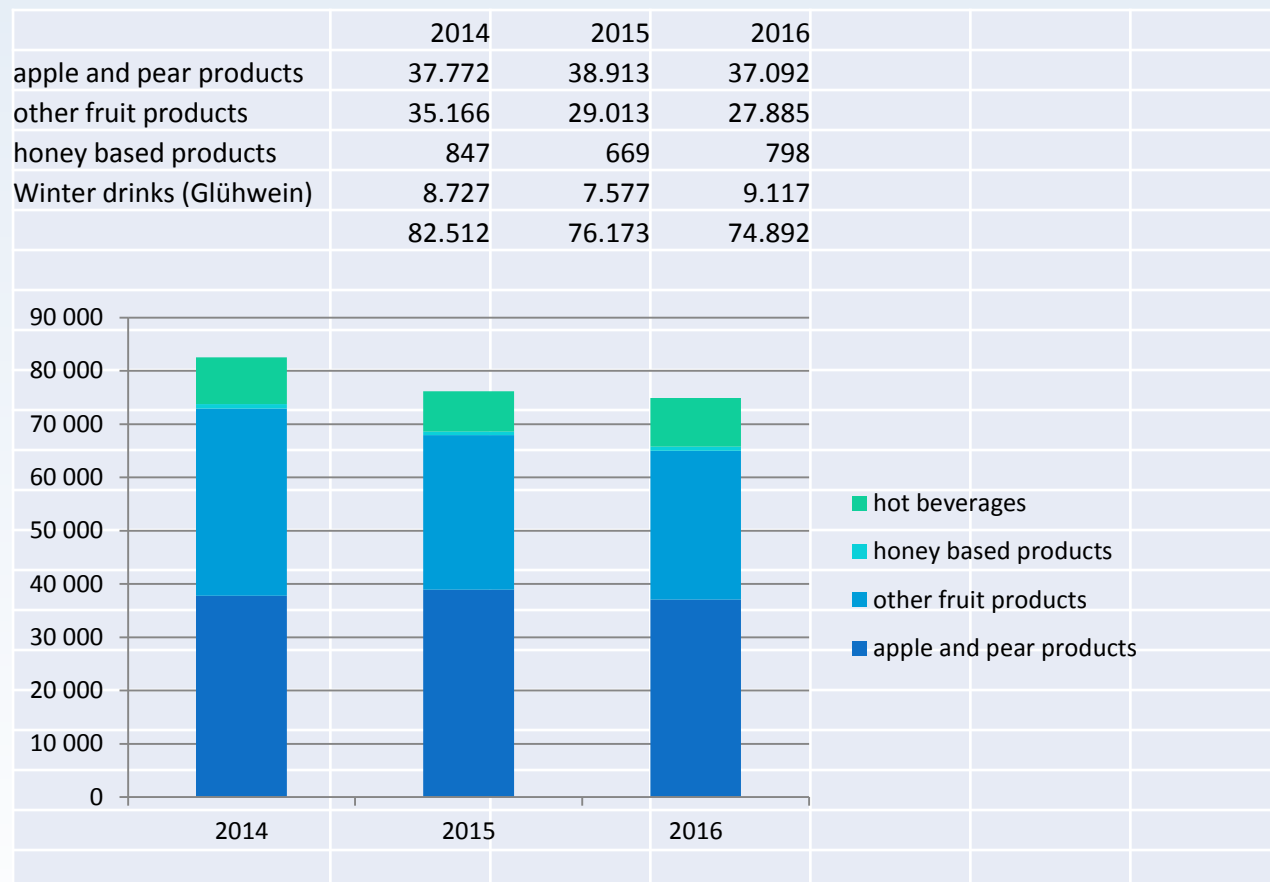 2014 2015 2016
apple and pear products 37.772 38.913 37.092
other fruit products 35.166 29.013 27.885
honey based products 847 669 798
Winter drinks (Glühwein) 8.727 7.577 9.117
82.512 76.173 74.892
90 000
80 000
70 000
60 000
50 000
40 000
30 000
20 000
10 000
0
2014 2015 2016
hot beverages
honey based products
other fruit products
apple and pear products